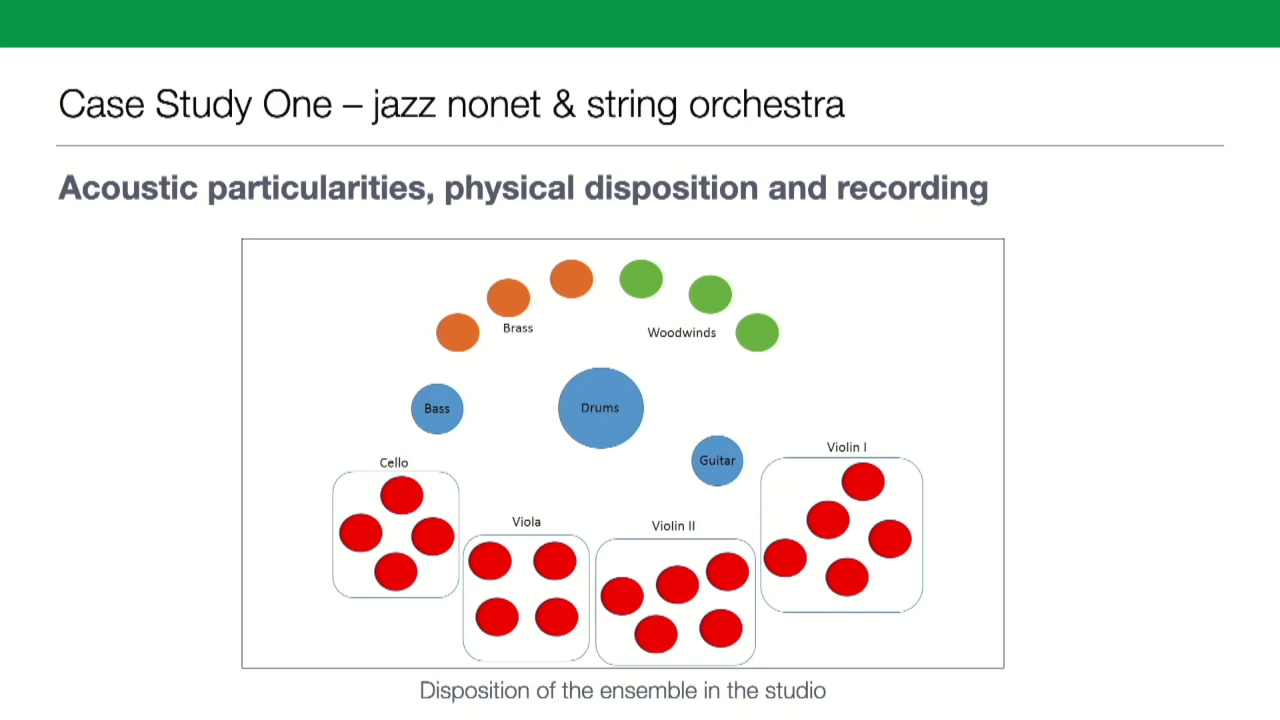 Case Study One – jazz nonet & string orchestra
Acoustic particularities, physical disposition and recording
Brass
Woodwinds
Bass
Drums
Guitar
Violin I
Cello
Viola
Violin II
Disposition of the ensemble in the studio